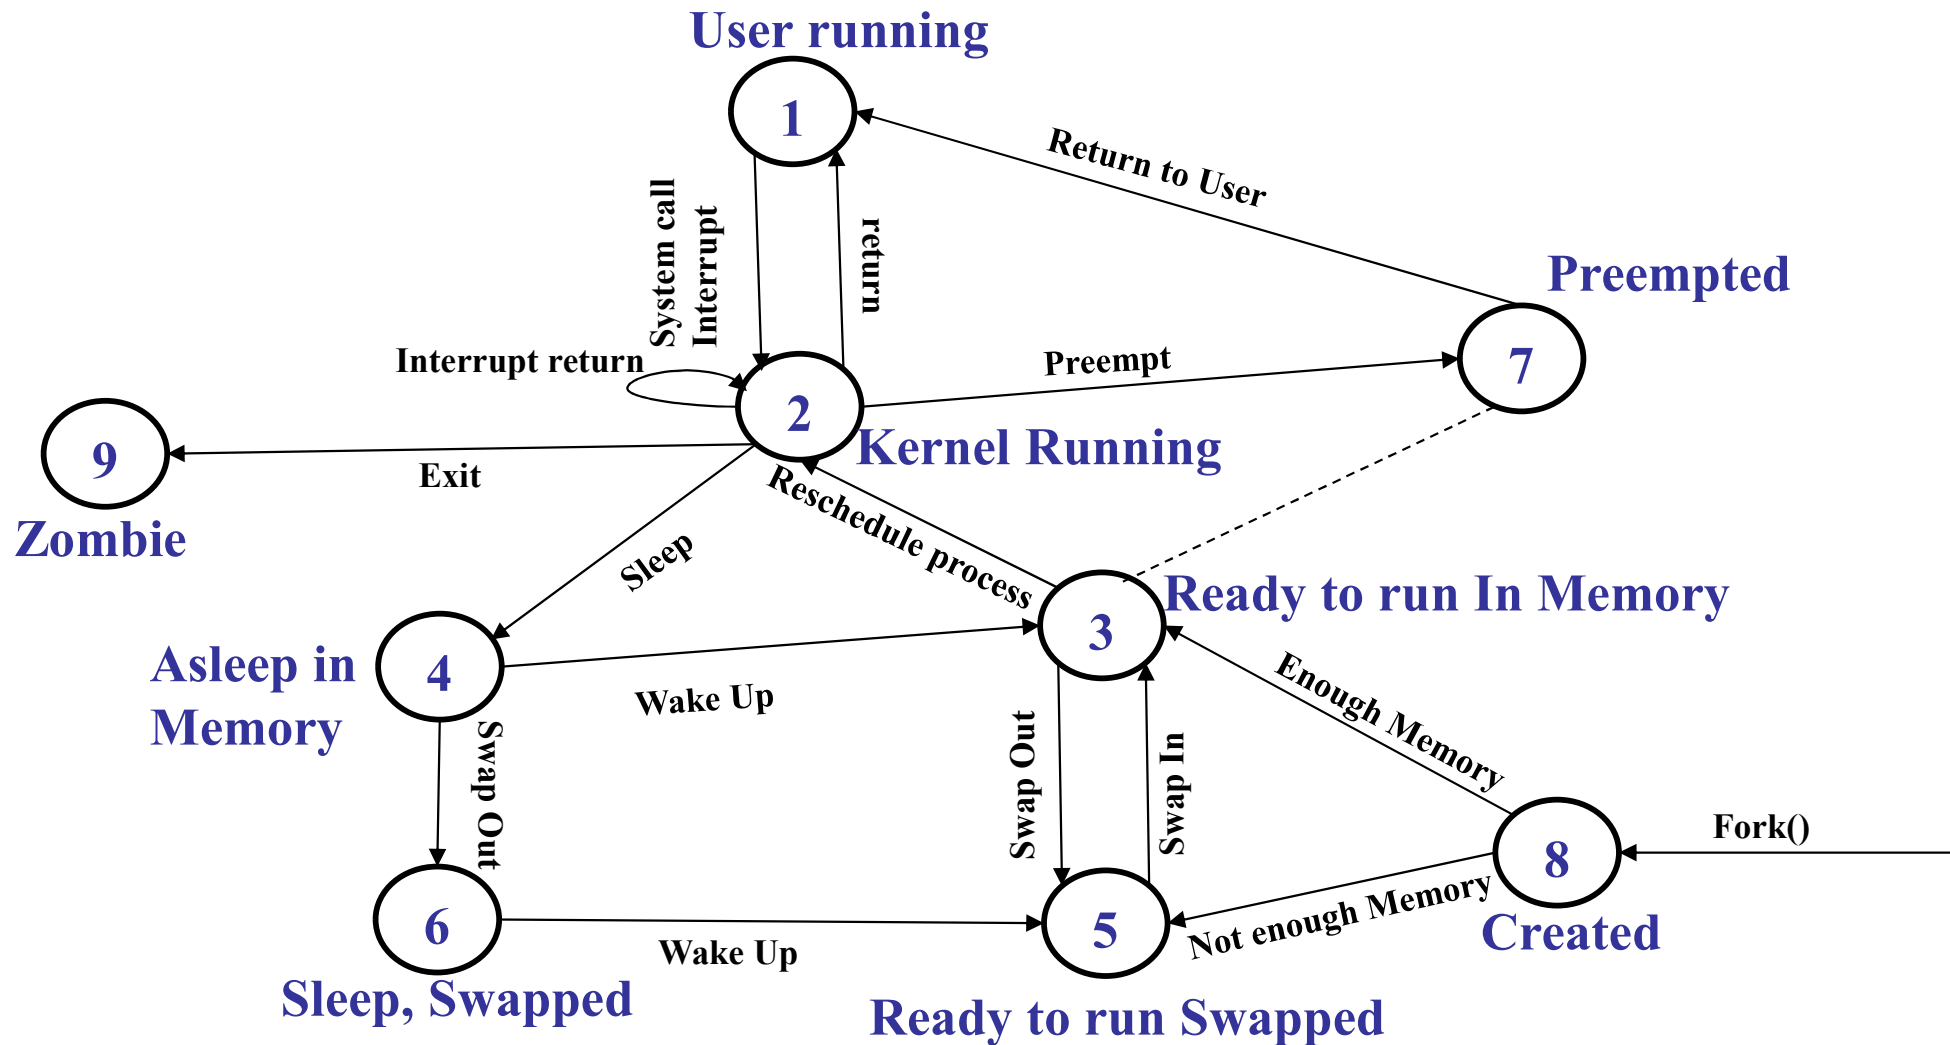 User running
1
Return to User
System call
Interrupt
return
Preempted
7
Interrupt return
Preempt
2
Kernel Running
9
Exit
Zombie
Reschedule process
Sleep
3
Ready to run In Memory
Asleep in
Memory
4
Wake Up
Enough Memory
Swap Out
Swap Out
Swap In
Fork()
8
Created
Not enough Memory
6
5
Wake Up
Sleep, Swapped
Ready to run Swapped